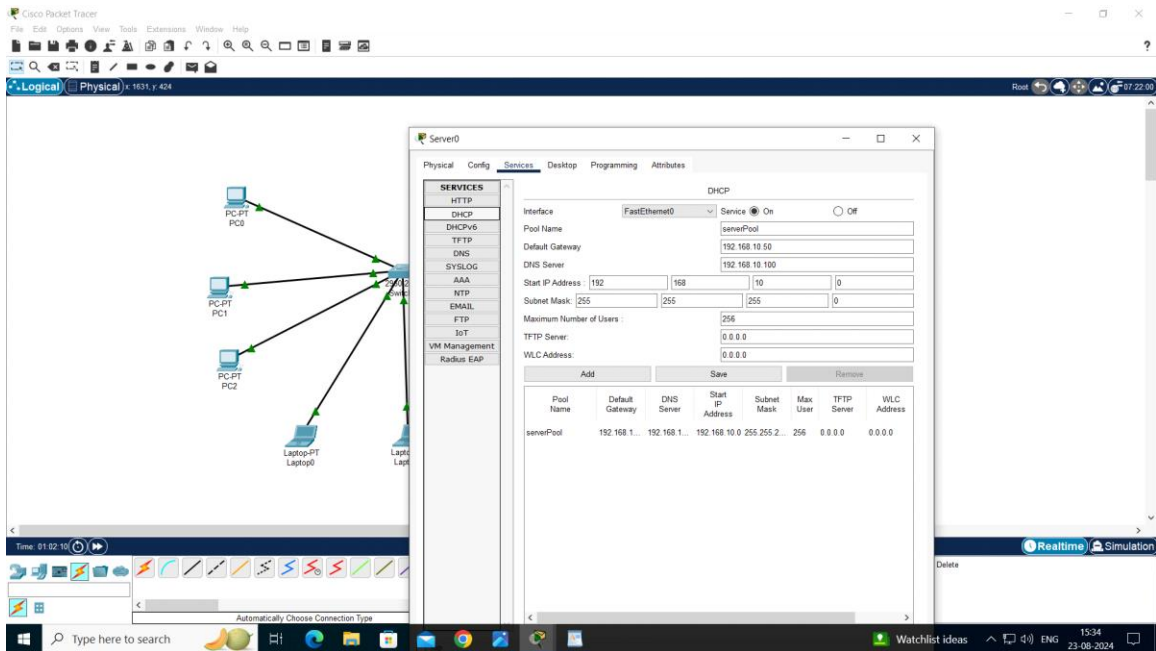 Cisco Packet Tracer
File Edit Options View Tools Extensions Window Help
?
Logical Physical x: 1631, y: 424 Root 07:22:00
PC-PT
PC0
PC-PT
PC1
PC-PT
PC2
Laptop-PT
Laptop0
Server0
Physical Config Services Desktop Programming Attributes
SERVICES
HTTP
DHCP
DHCPv6
TFTP
DNS
SYSLOG
AAA
NTP
EMAIL
FTP
IoT
VM Management
Radius EAP
DHCP
Interface FastEthernet0 Service On Off
Pool Name serverPool
Default Gateway 192.168.10.50
DNS Server 192.168.10.100
Start IP Address : 192 168 10 0
Subnet Mask: 255 255 255 0
Maximum Number of Users : 256
TFTP Server: 0.0.0.0
WLC Address: 0.0.0.0
Add Save Remove
Pool Name Default Gateway DNS Server Start IP Address Subnet Mask Max User TFTP Server WLC Address
serverPool 192.168.1... 192.168.1... 192.168.10.0 255.255.2... 256 0.0.0.0 0.0.0.0
Time: 01:02:10 Realtime Simulation
Delete
Automatically Choose Connection Type
Type here to search Watchlist ideas ENG 15:34
23-08-2024